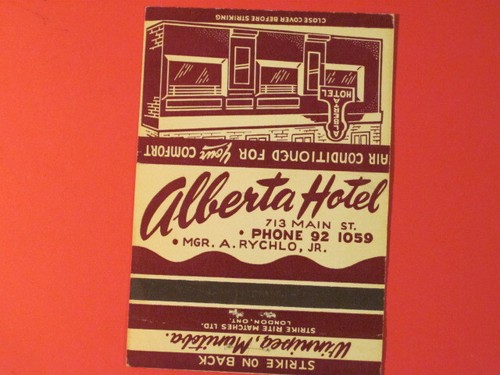 CLOSE COVER BEFORE STRIKING
HOTEL
ALBERTA
AIR CONDITIONED FOR Your COMFORT
Alberta Hotel
713 MAIN ST.
• PHONE 92 1059
• MGR. A. RYCHLO, JR.
STRIKE RITE MATCHES LTD.
LONDON, ONT.
Winnipeg, Manitoba.
STRIKE ON BACK